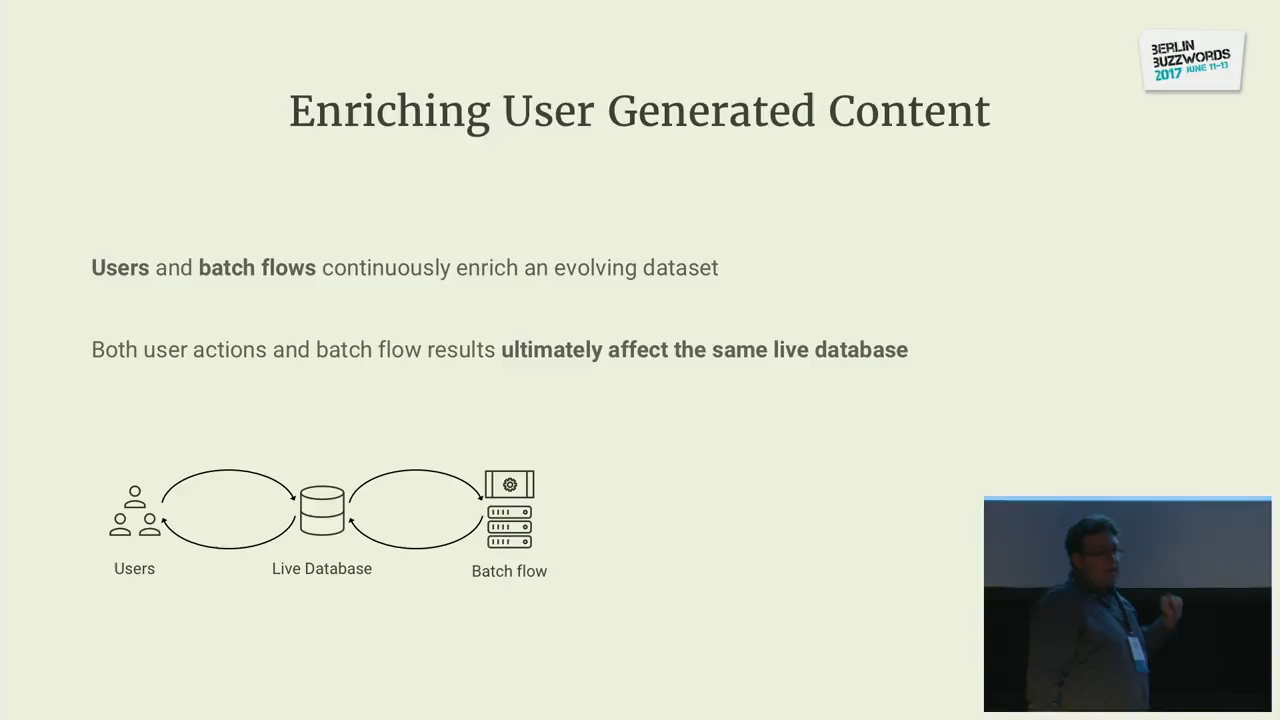 BERLIN
BUZZWORDS
2017 JUNE 11-13
Enriching User Generated Content
Users and batch flows continuously enrich an evolving dataset
Both user actions and batch flow results ultimately affect the same live database
Users
Live Database
Batch flow